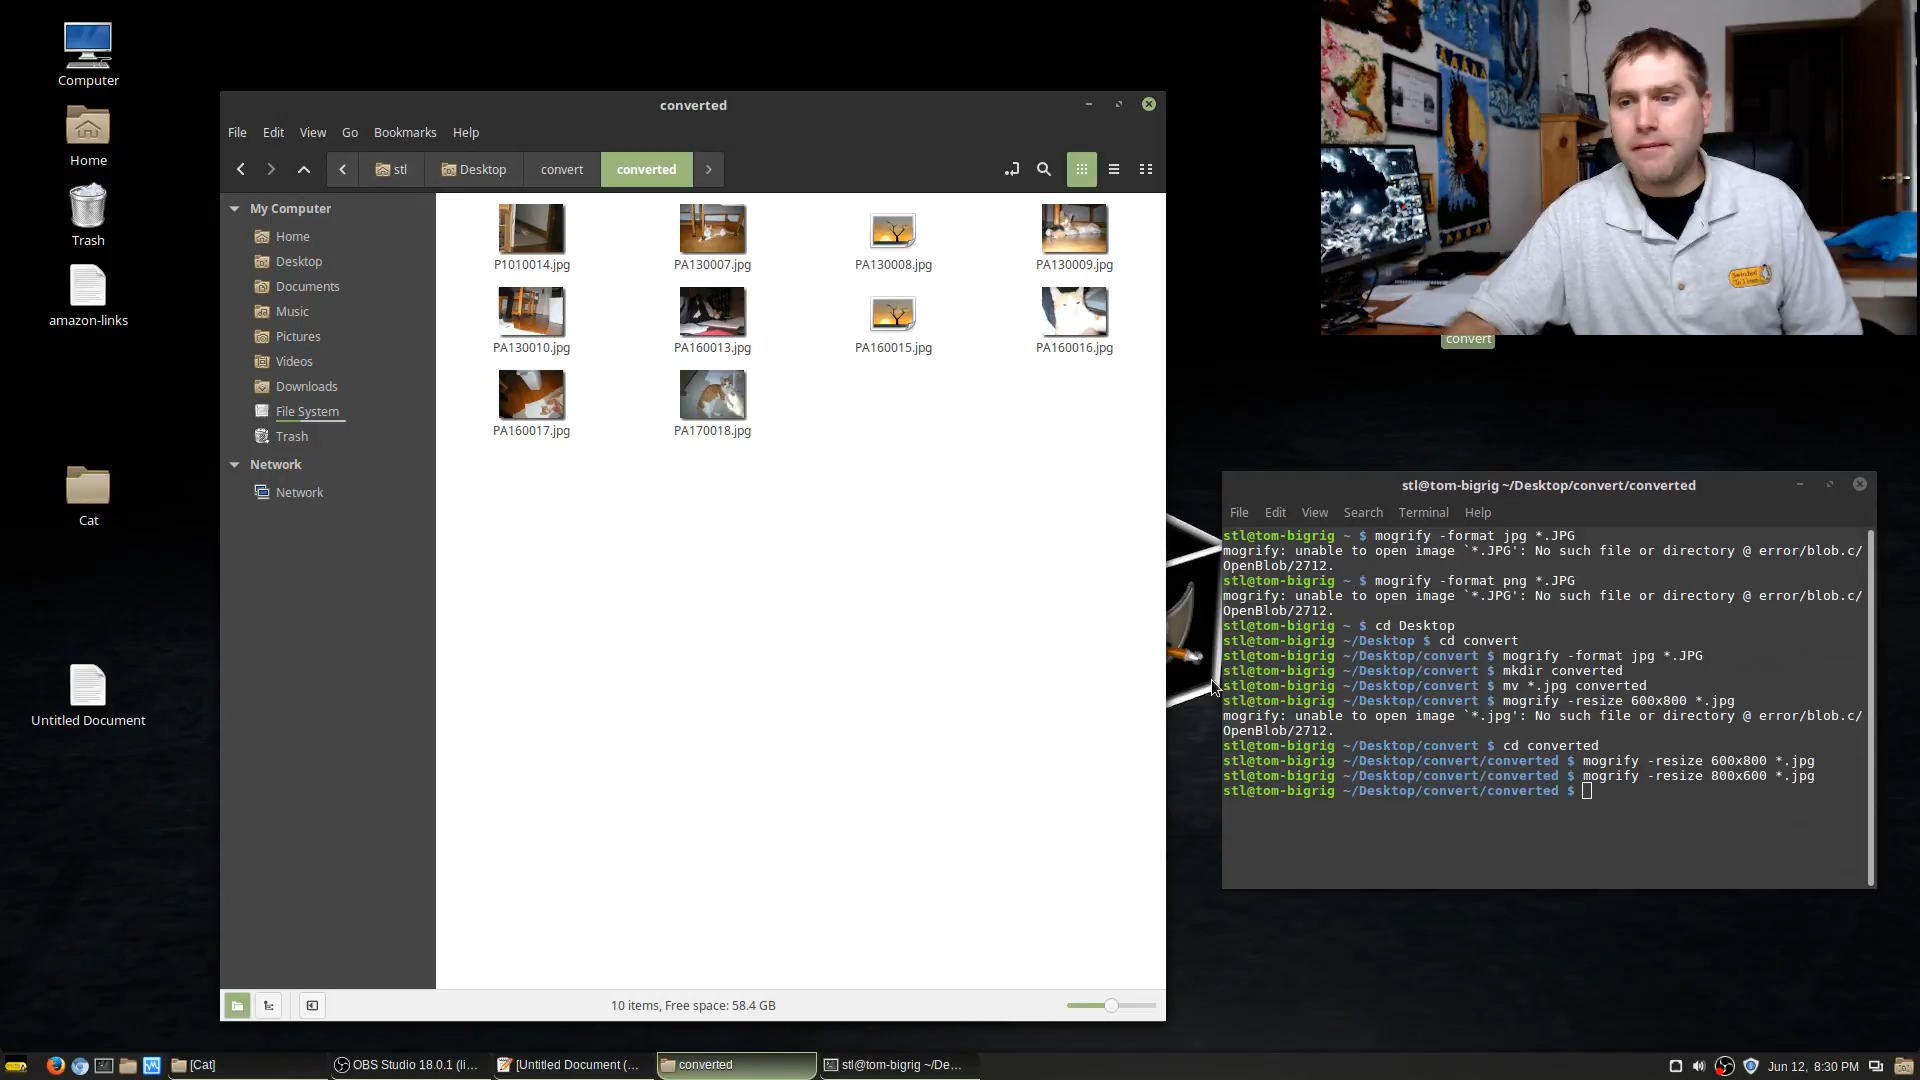 Computer
Home
Trash
amazon-links
Cat
Untitled Document
converted
File Edit View Go Bookmarks Help
stl Desktop convert converted
My Computer
Home
Desktop
Documents
Music
Pictures
Videos
Downloads
File System
Trash
Network
Network
P1010014.jpg PA130007.jpg PA130008.jpg PA130009.jpg
PA130010.jpg PA160013.jpg PA160015.jpg PA160016.jpg
PA160017.jpg PA170018.jpg
10 items, Free space: 58.4 GB
convert
stl@tom-bigrig ~/Desktop/convert/converted
File Edit View Search Terminal Help
stl@tom-bigrig ~ $ mogrify -format jpg *.JPG
mogrify: unable to open image `*.JPG': No such file or directory @ error/blob.c/
OpenBlob/2712.
stl@tom-bigrig ~ $ mogrify -format png *.JPG
mogrify: unable to open image `*.JPG': No such file or directory @ error/blob.c/
OpenBlob/2712.
stl@tom-bigrig ~ $ cd Desktop
stl@tom-bigrig ~/Desktop $ cd convert
stl@tom-bigrig ~/Desktop/convert $ mogrify -format jpg *.JPG
stl@tom-bigrig ~/Desktop/convert $ mkdir converted
stl@tom-bigrig ~/Desktop/convert $ mv *.jpg converted
stl@tom-bigrig ~/Desktop/convert $ mogrify -resize 600x800 *.jpg
mogrify: unable to open image `*.jpg': No such file or directory @ error/blob.c/
OpenBlob/2712.
stl@tom-bigrig ~/Desktop/convert $ cd converted
stl@tom-bigrig ~/Desktop/convert/converted $ mogrify -resize 600x800 *.jpg
stl@tom-bigrig ~/Desktop/convert/converted $ mogrify -resize 800x600 *.jpg
stl@tom-bigrig ~/Desktop/convert/converted $
[Cat] OBS Studio 18.0.1 (li... [Untitled Document (... converted stl@tom-bigrig ~/De... Jun 12, 8:30 PM